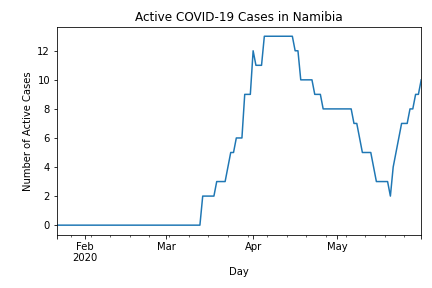 Active COVID-19 Cases in Namibia
Number of Active Cases
12
10
8
6
4
2
0
Feb
2020
Mar
Apr
May
Day